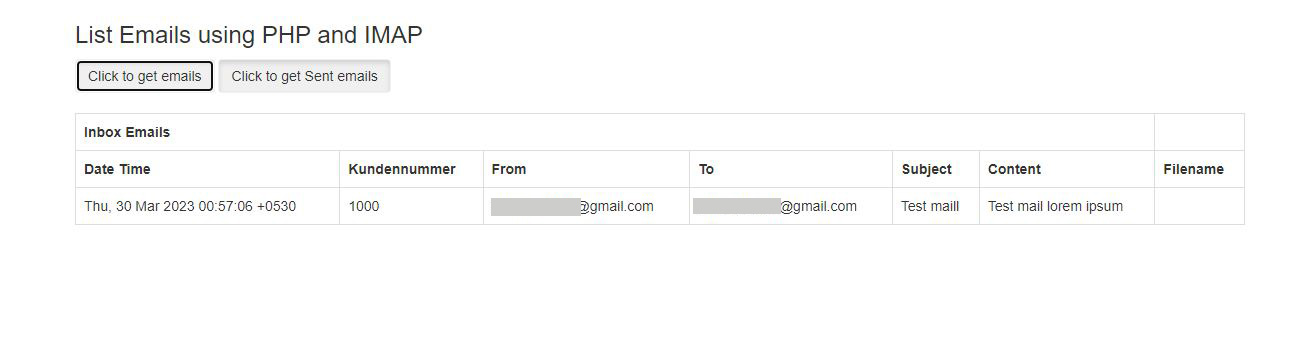 List Emails using PHP and IMAP
Click to get emails Click to get Sent emails
Inbox Emails
Date Time Kundennummer From To Subject Content Filename
Thu, 30 Mar 2023 00:57:06 +0530 1000 @gmail.com @gmail.com Test maill Test mail lorem ipsum